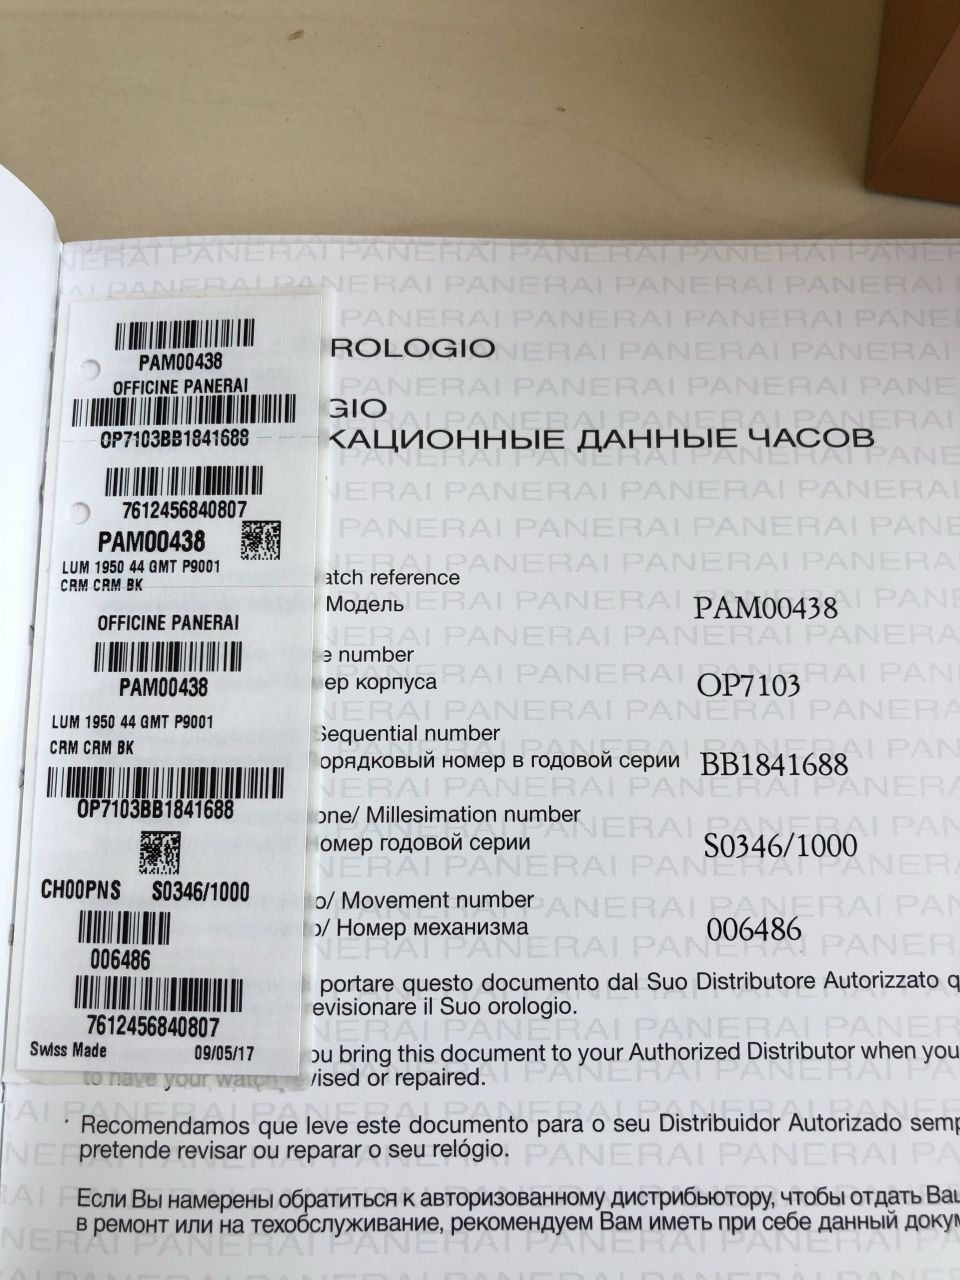 PAM00438
OFFICINE PANERAI
OP7103BB1841688
7612456840807
PAM00438
LUM 1950 44 GMT P9001
CRM CRM BK
OFFICINE PANERAI
PAM00438
LUM 1950 44 GMT P9001
CRM CRM BK
OP7103BB1841688
CH00PNS S0346/1000
006486
7612456840807
Swiss Made 09/05/17
OROLOGIO
GIO
КАЦИОННЫЕ ДАННЫЕ ЧАСОВ
atch reference
Модель PAM00438
e number
ер корпуса OP7103
Sequential number
орядковый номер в годовой серии BB1841688
one/ Millesimation number
омер годовой серии S0346/1000
o/ Movement number
o/ Номер механизма 006486
portare questo documento dal Suo Distributore Autorizzato q
evisionare il Suo orologio.
ou bring this document to your Authorized Distributor when you
to have your watch revised or repaired.
Recomendamos que leve este documento para o seu Distribuidor Autorizado semp
pretende revisar ou reparar o seu relógio.
Если Вы намерены обратиться к авторизованному дистрибьютору, чтобы отдать Ваш
в ремонт или на техобслуживание, рекомендуем Вам иметь при себе данный докум